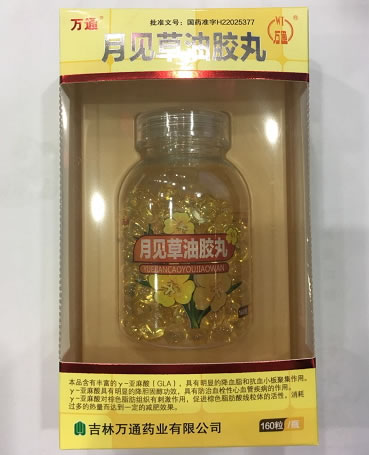 万通®
批准文号：国药准字H22025377
月见草油胶丸
WT
万通
月见草油胶丸
YUEJIANCAOYOUJIAOWAN
本品含有丰富的γ-亚麻酸（GLA），具有明显的降血脂和抗血小板聚集作用。
γ-亚麻酸具有明显的降胆固醇功效，具有防治血栓性心血管疾病的作用。
γ-亚麻酸对棕色脂肪组织有刺激作用，促进棕色脂肪酸线粒体的活性，消耗
过多的热量而达到一定的减肥效果。
吉林万通药业有限公司
160粒/瓶